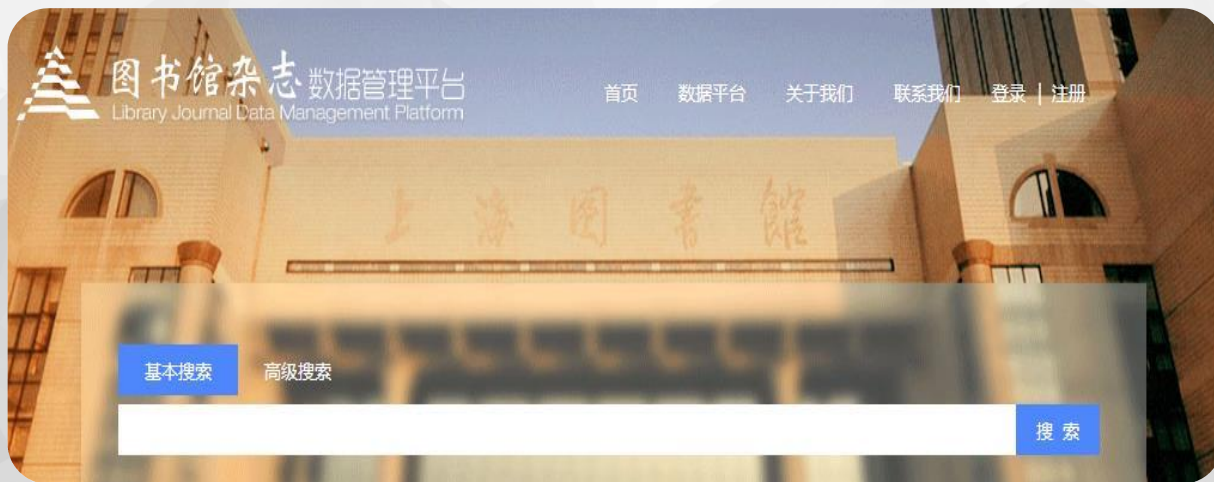 图书馆杂志数据管理平台
Library Journal Data Management Platform
首页 数据平台 关于我们 联系我们 登录 | 注册
上海图书館
基本搜索 高级搜索
搜索